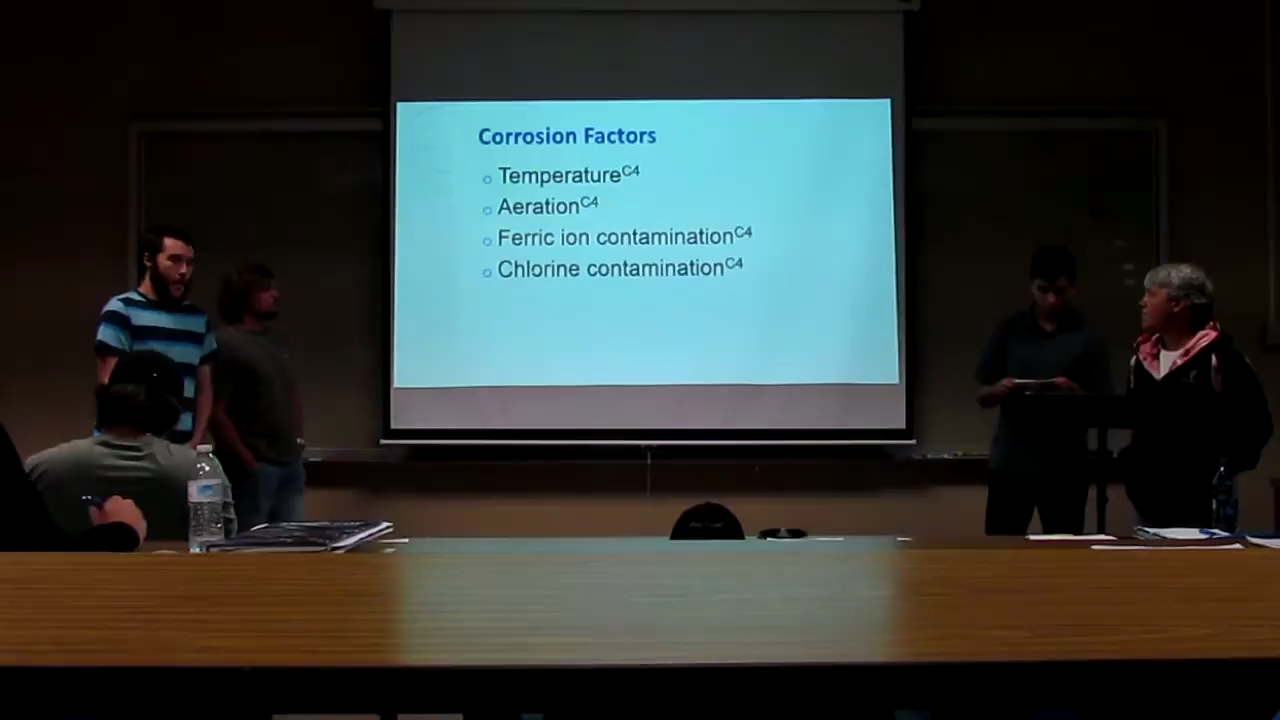 Corrosion Factors
○ Temperature^C4
○ Aeration^C4
○ Ferric ion contamination^C4
○ Chlorine contamination^C4